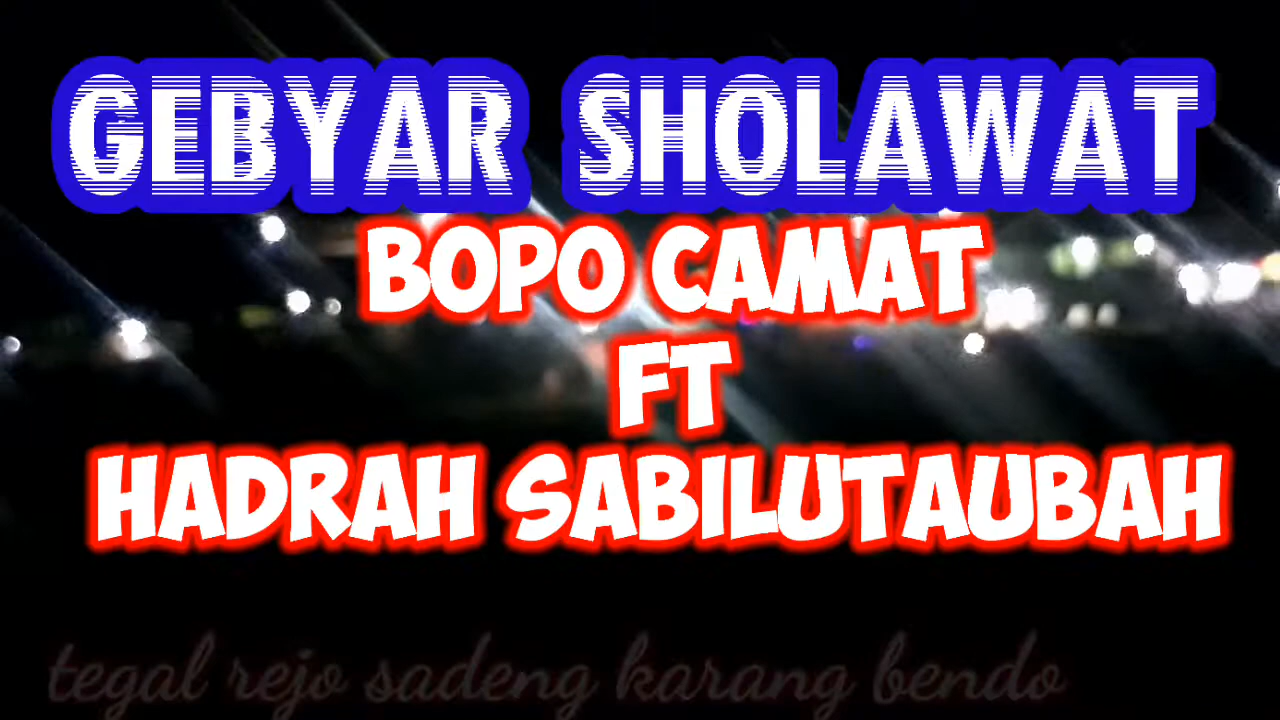 GEBYAR SHOLAWAT
BOPO CAMAT
FT
HADRAH SABILUTAUBAH
tegal rejo sadeng karang bendo